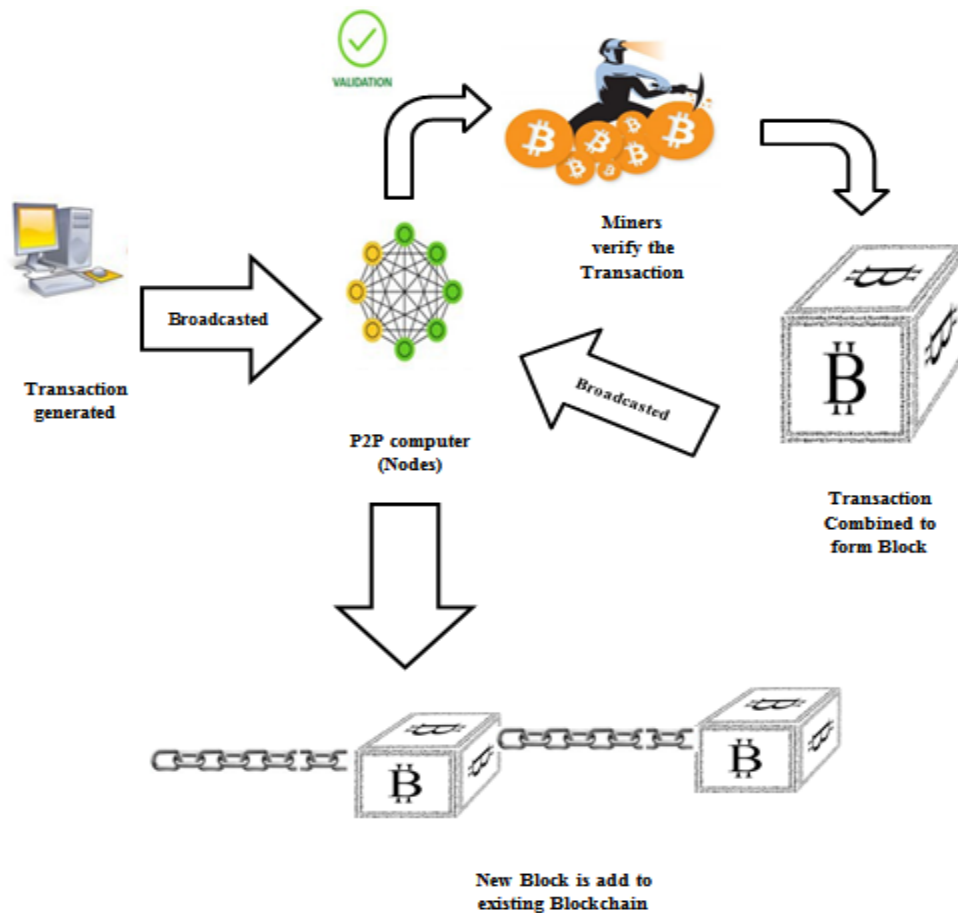 VALIDATION
Miners
verify the
Transaction
Broadcasted
Transaction
generated
Broadcasted
P2P computer
(Nodes)
Transaction
Combined to
form Block
New Block is add to
existing Blockchain